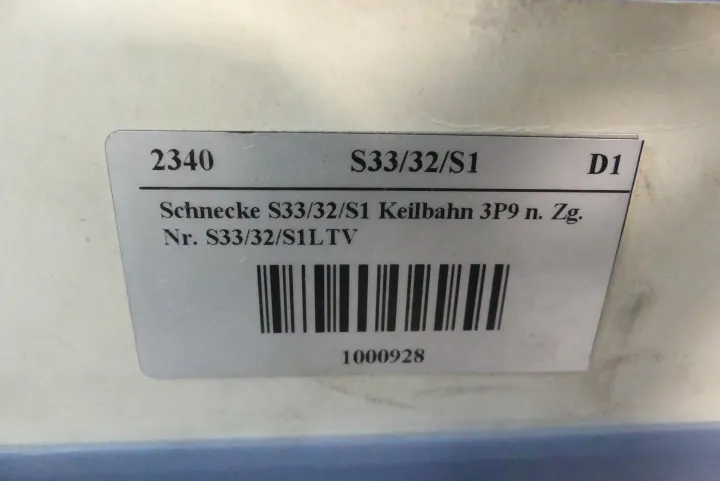 2340 S33/32/S1 D1
Schnecke S33/32/S1 Keilbahn 3P9 n. Zg.
Nr. S33/32/S1LTV
1000928